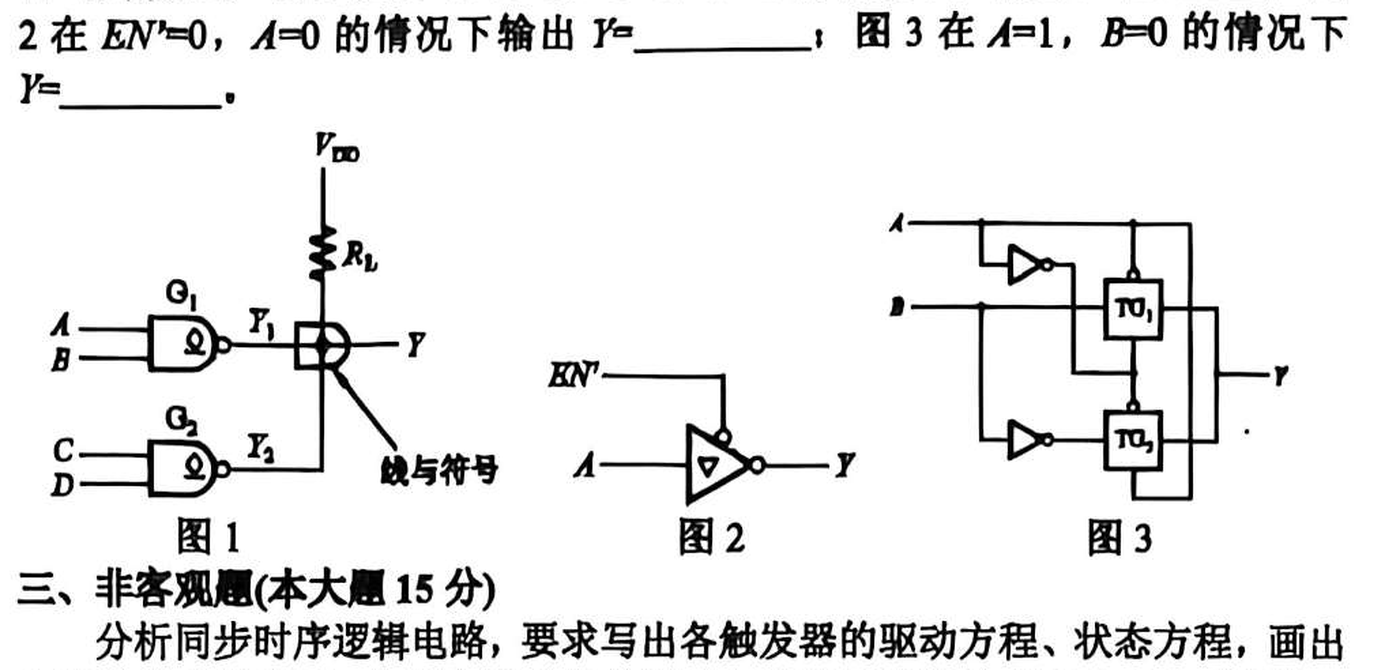 2 在 EN'=0，A=0 的情况下输出 Y=__________；图 3 在 A=1，B=0 的情况下
Y=__________。
V_DD
R_L
G₁
A
B
Y₁
Y
G₂
C
D
Y₂
线与符号
图 1
EN'
A
Y
图 2
A
B
TG₁
TG₂
Y
图 3
三、非客观题(本大题 15 分)
分析同步时序逻辑电路，要求写出各触发器的驱动方程、状态方程，画出